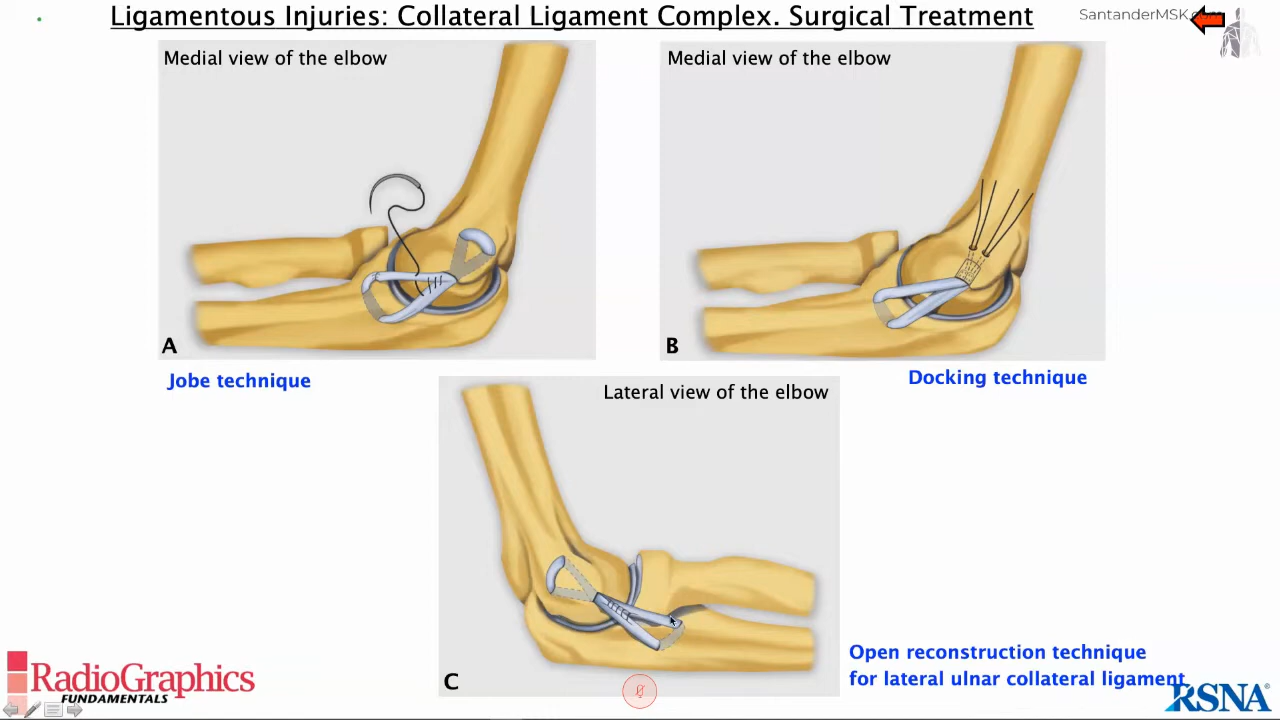 Ligamentous Injuries: Collateral Ligament Complex. Surgical Treatment
Medial view of the elbow
A
Jobe technique
Medial view of the elbow
B
Docking technique
Lateral view of the elbow
C
Open reconstruction technique
for lateral ulnar collateral ligament
RadioGraphics
FUNDAMENTALS
RSNA®